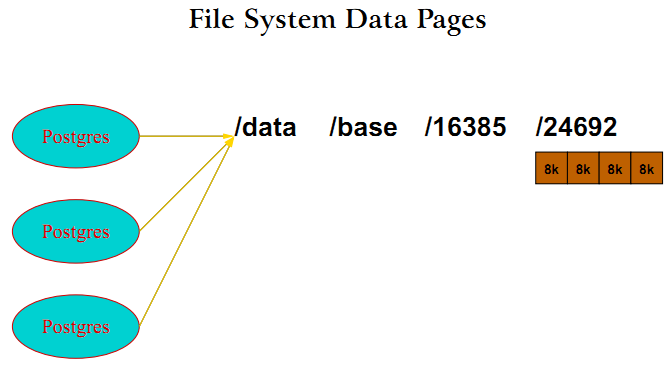 File System Data Pages
Postgres
/data /base /16385 /24692
8k 8k 8k 8k
Postgres
Postgres